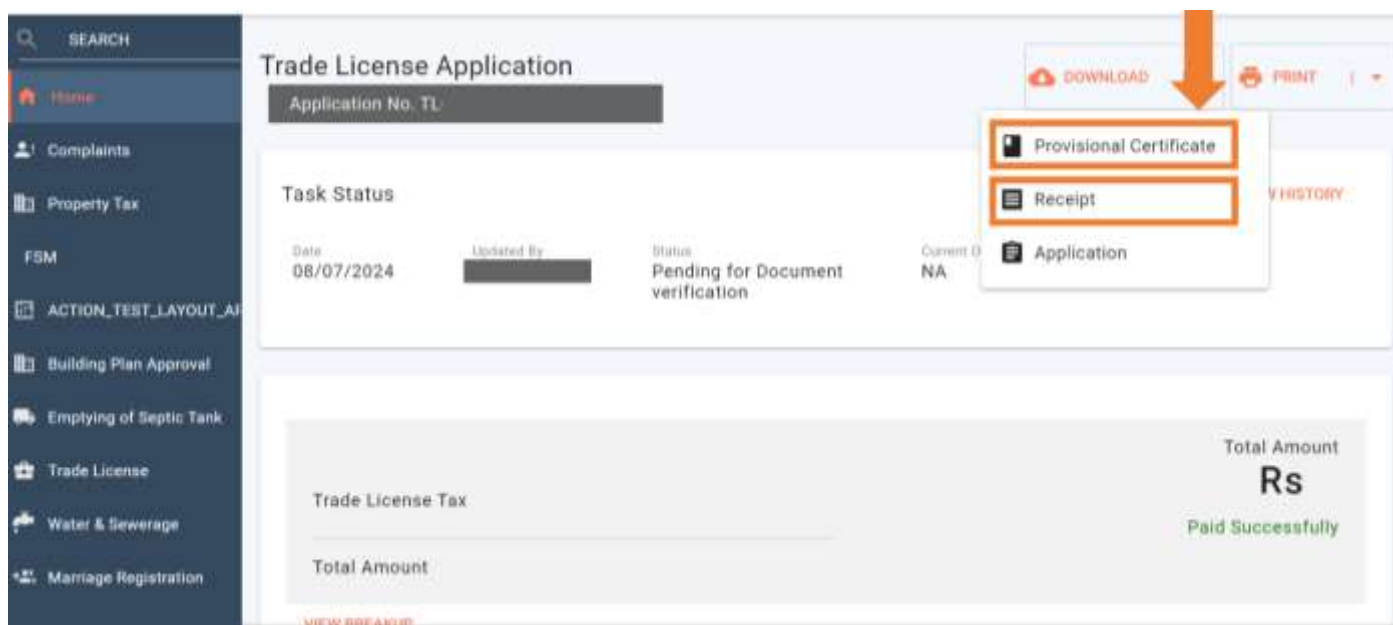 SEARCH
Home
Complaints
Property Tax
FSM
ACTION_TEST_LAYOUT_AP
Building Plan Approval
Emptying of Septic Tank
Trade License
Water & Sewerage
Marriage Registration
Trade License Application
Application No. TL
DOWNLOAD
PRINT
Provisional Certificate
Receipt
Application
Task Status
HISTORY
Date
08/07/2024
Updated By
Status
Pending for Document
verification
Current O
NA
Total Amount
Rs
Paid Successfully
Trade License Tax
Total Amount
VIEW BREAKUP